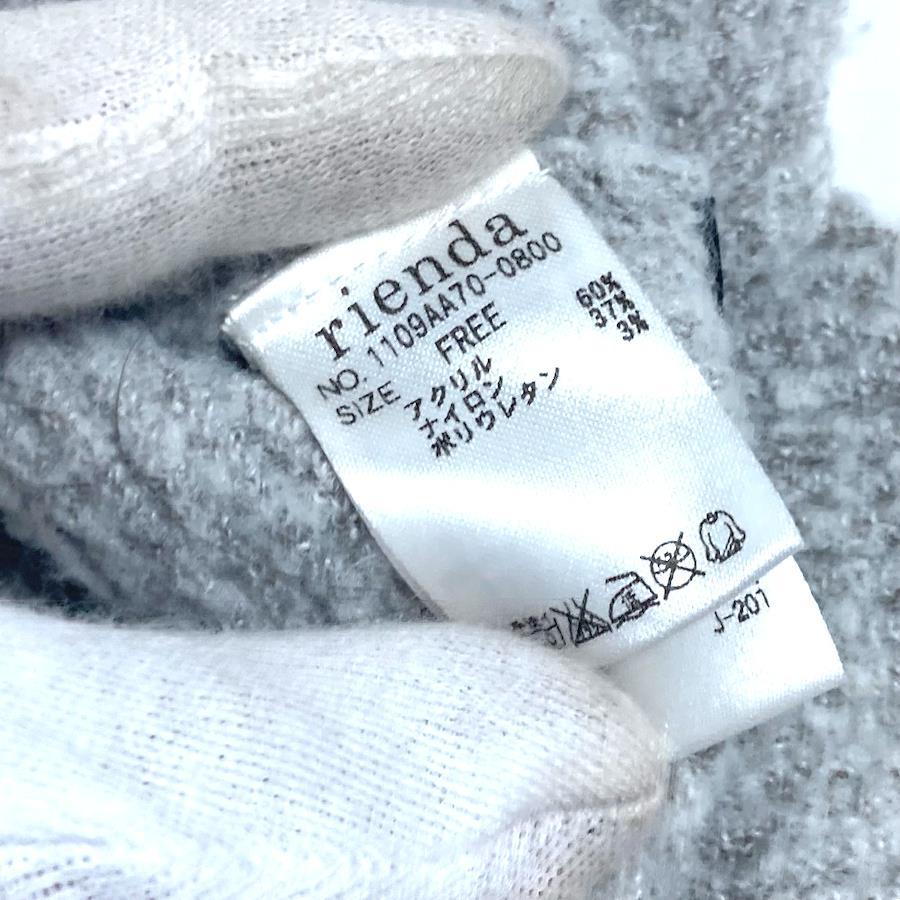 rienda
NO. 1109AA70-0800
SIZE FREE
アクリル 60%
ナイロン 37%
ポリウレタン 3%
J-201